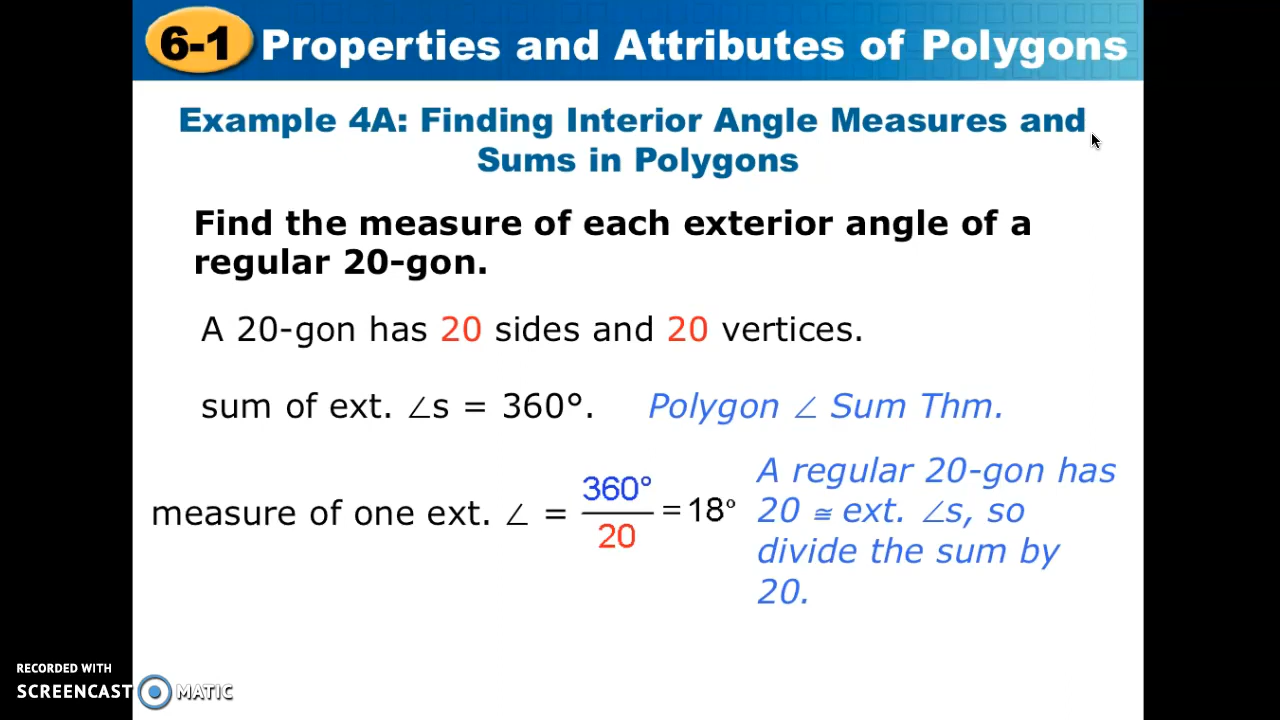 6-1 Properties and Attributes of Polygons
Example 4A: Finding Interior Angle Measures and
Sums in Polygons
Find the measure of each exterior angle of a
regular 20-gon.
A 20-gon has 20 sides and 20 vertices.
sum of ext. ∠s = 360°. Polygon ∠ Sum Thm.
measure of one ext. ∠ = 360°/20 = 18°
A regular 20-gon has
20 ≅ ext. ∠s, so
divide the sum by
20.
RECORDED WITH
SCREENCAST MATIC